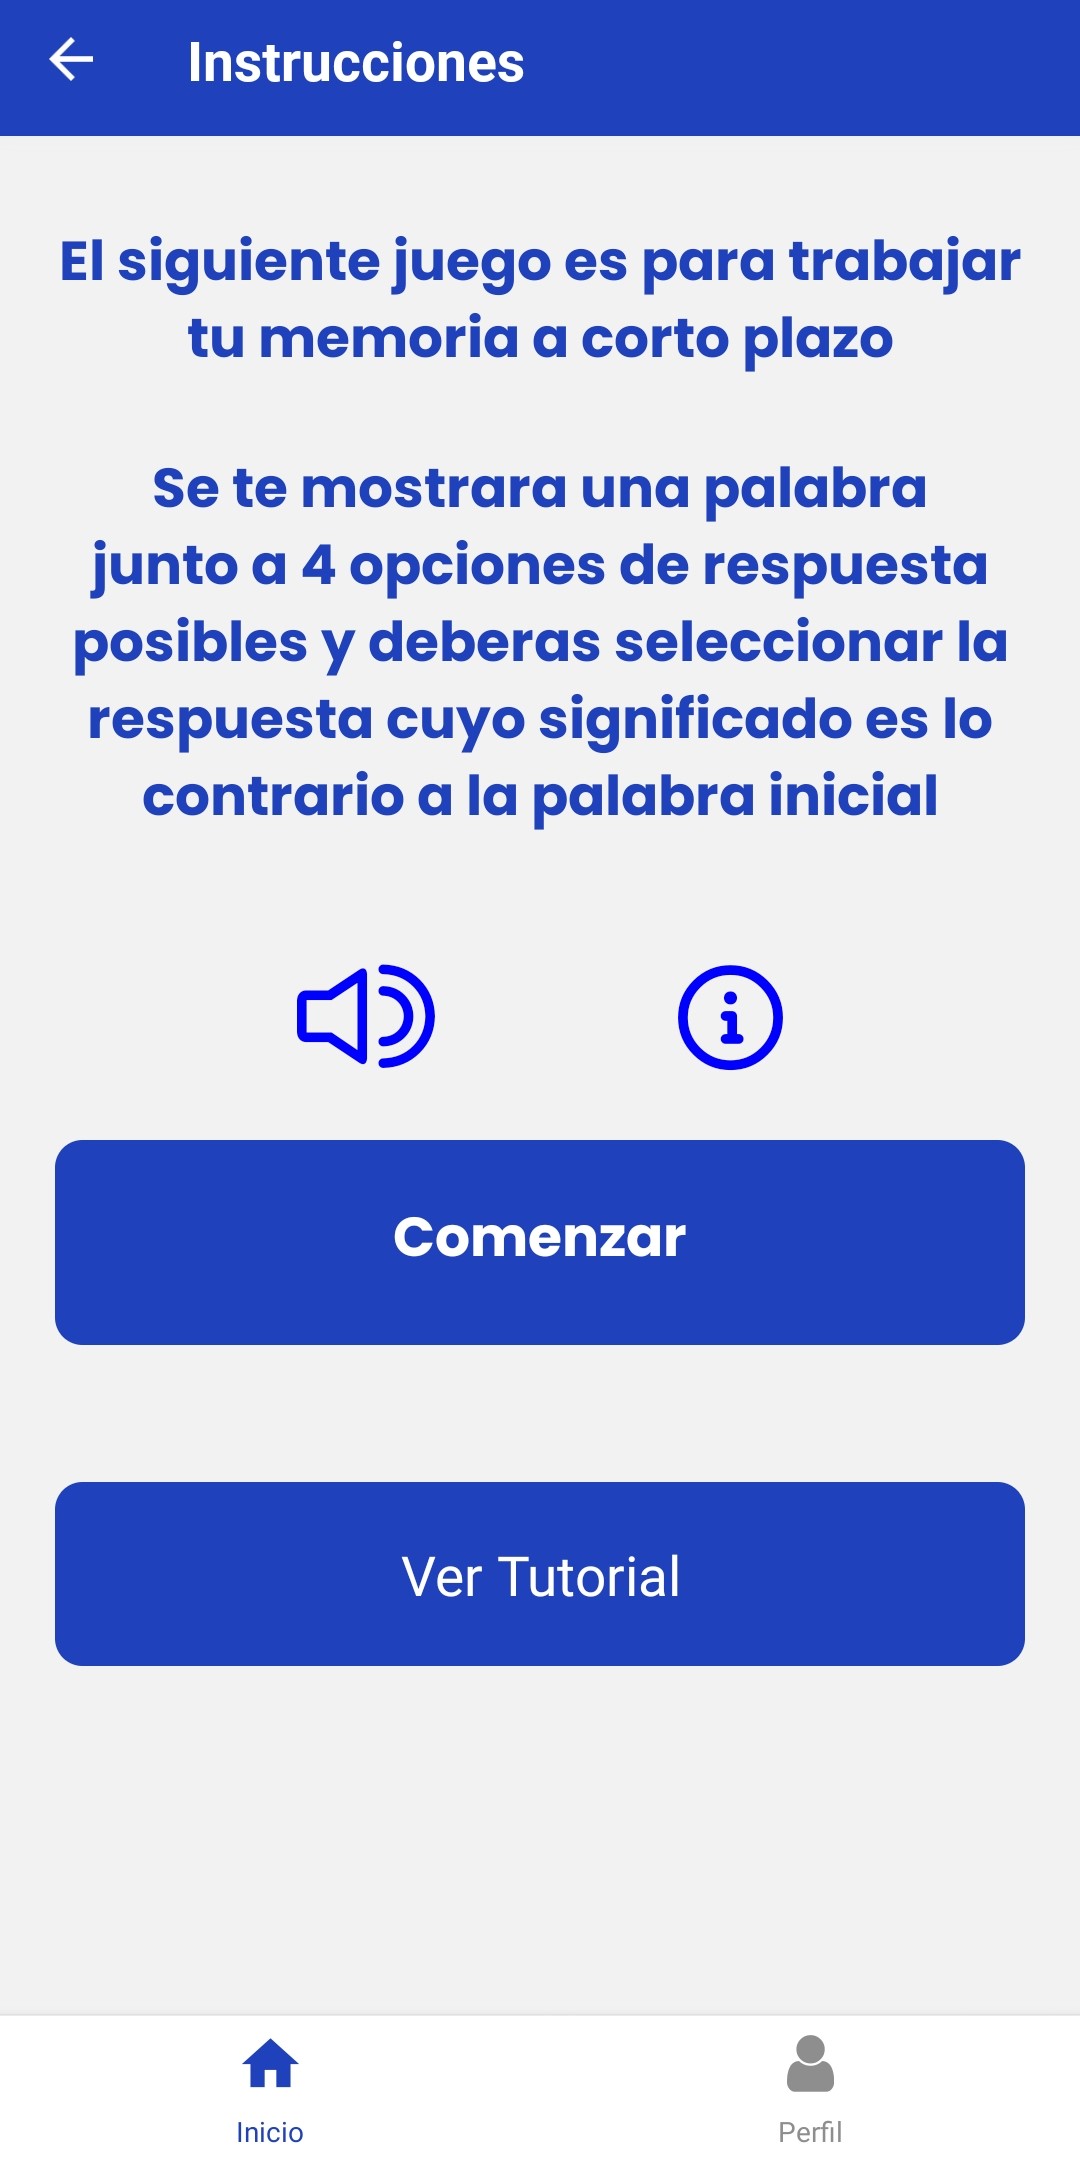 Instrucciones
El siguiente juego es para trabajar
tu memoria a corto plazo
Se te mostrara una palabra
junto a 4 opciones de respuesta
posibles y deberas seleccionar la
respuesta cuyo significado es lo
contrario a la palabra inicial
Comenzar
Ver Tutorial
Inicio
Perfil